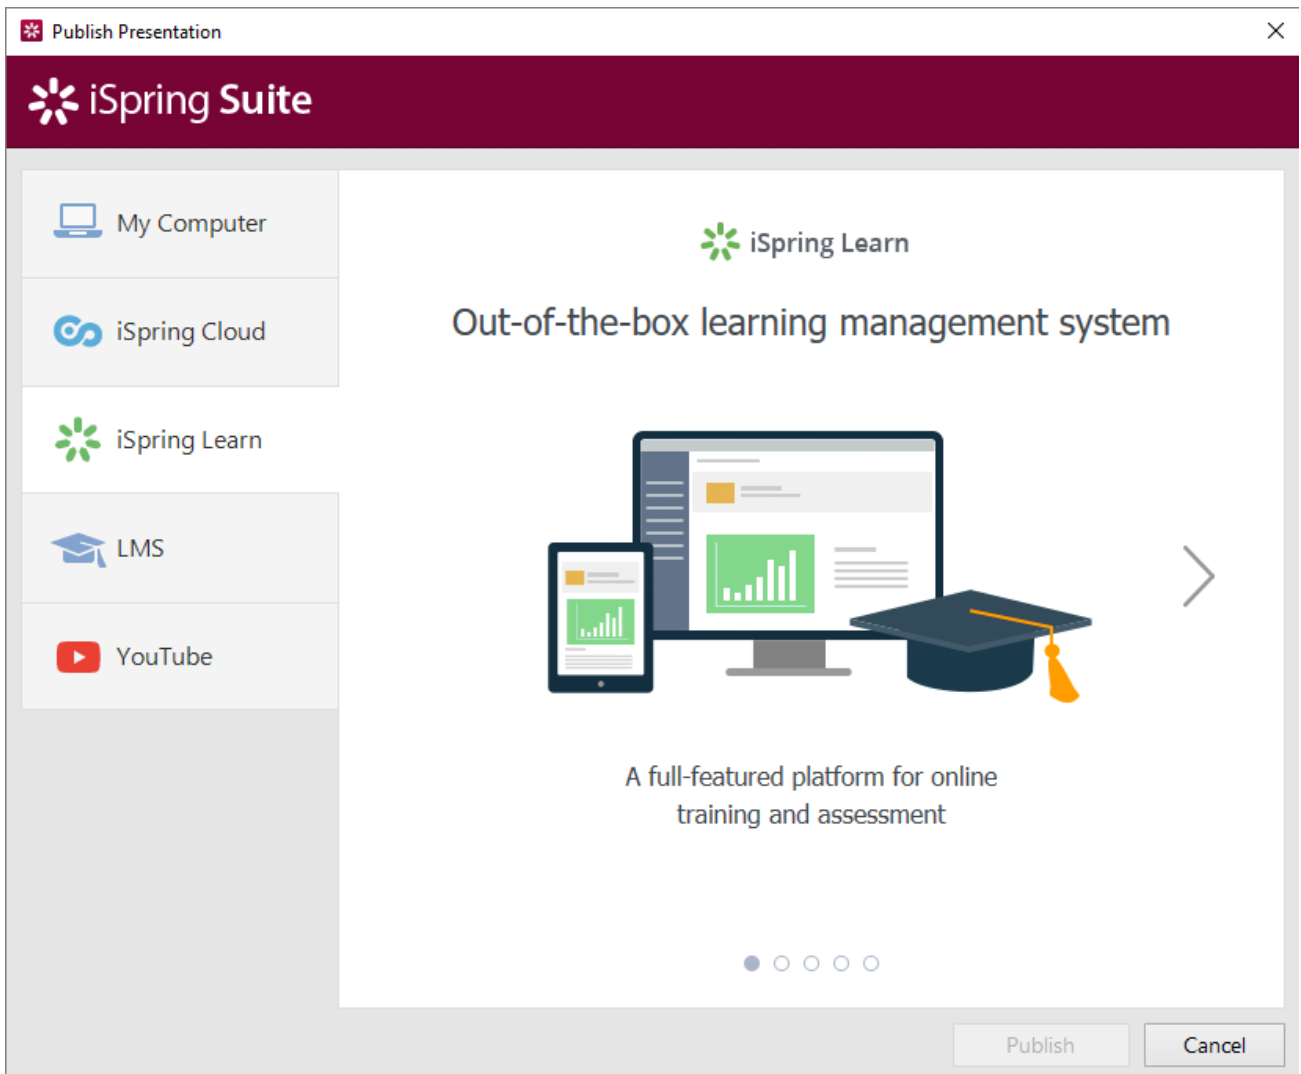 Publish Presentation
iSpring Suite
My Computer
iSpring Cloud
iSpring Learn
LMS
YouTube
iSpring Learn
Out-of-the-box learning management system
A full-featured platform for online
training and assessment
Publish
Cancel